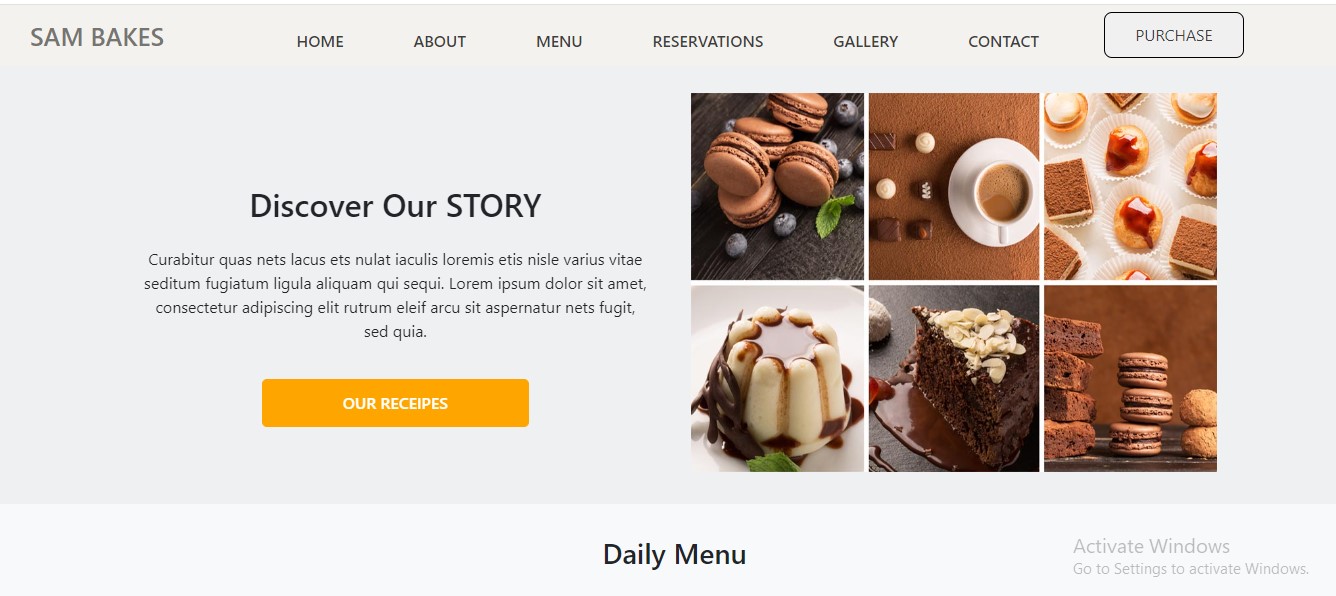 SAM BAKES
HOME
ABOUT
MENU
RESERVATIONS
GALLERY
CONTACT
PURCHASE
Discover Our STORY
Curabitur quas nets lacus ets nulat iaculis loremis etis nisle varius vitae
seditum fugiatum ligula aliquam qui sequi. Lorem ipsum dolor sit amet,
consectetur adipiscing elit rutrum eleif arcu sit aspernatur nets fugit,
sed quia.
OUR RECEIPES
Daily Menu
Activate Windows
Go to Settings to activate Windows.